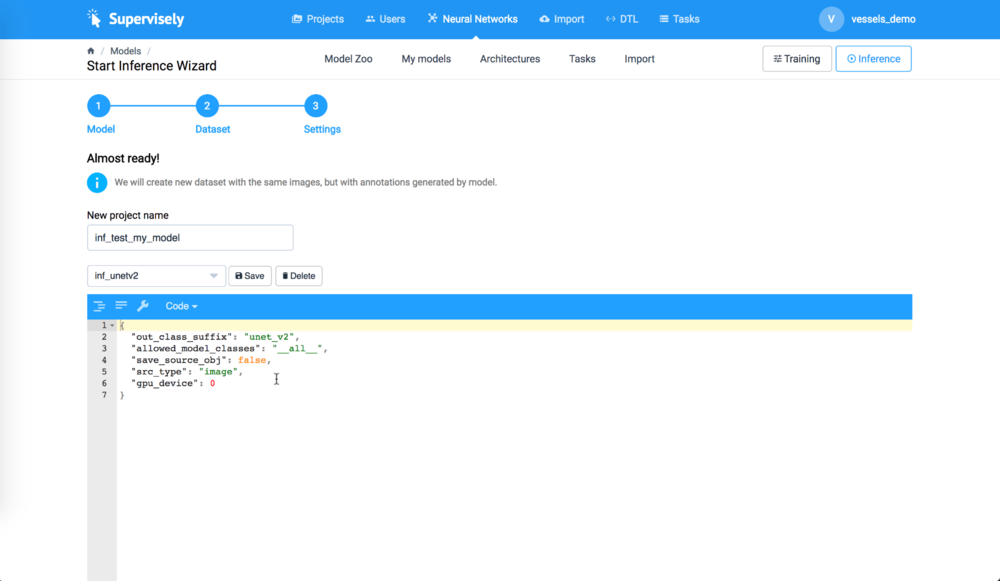 Supervisely Projects Users Neural Networks Import DTL Tasks V vessels_demo
/ Models /
Start Inference Wizard
Model Zoo My models Architectures Tasks Import Training Inference
1 2 3
Model Dataset Settings
Almost ready!
i We will create new dataset with the same images, but with annotations generated by model.
New project name
inf_test_my_model
inf_unetv2 Save Delete
Code
1 {
2 "out_class_suffix": "unet_v2",
3 "allowed_model_classes": "__all__",
4 "save_source_obj": false,
5 "src_type": "image",
6 "gpu_device": 0
7 }